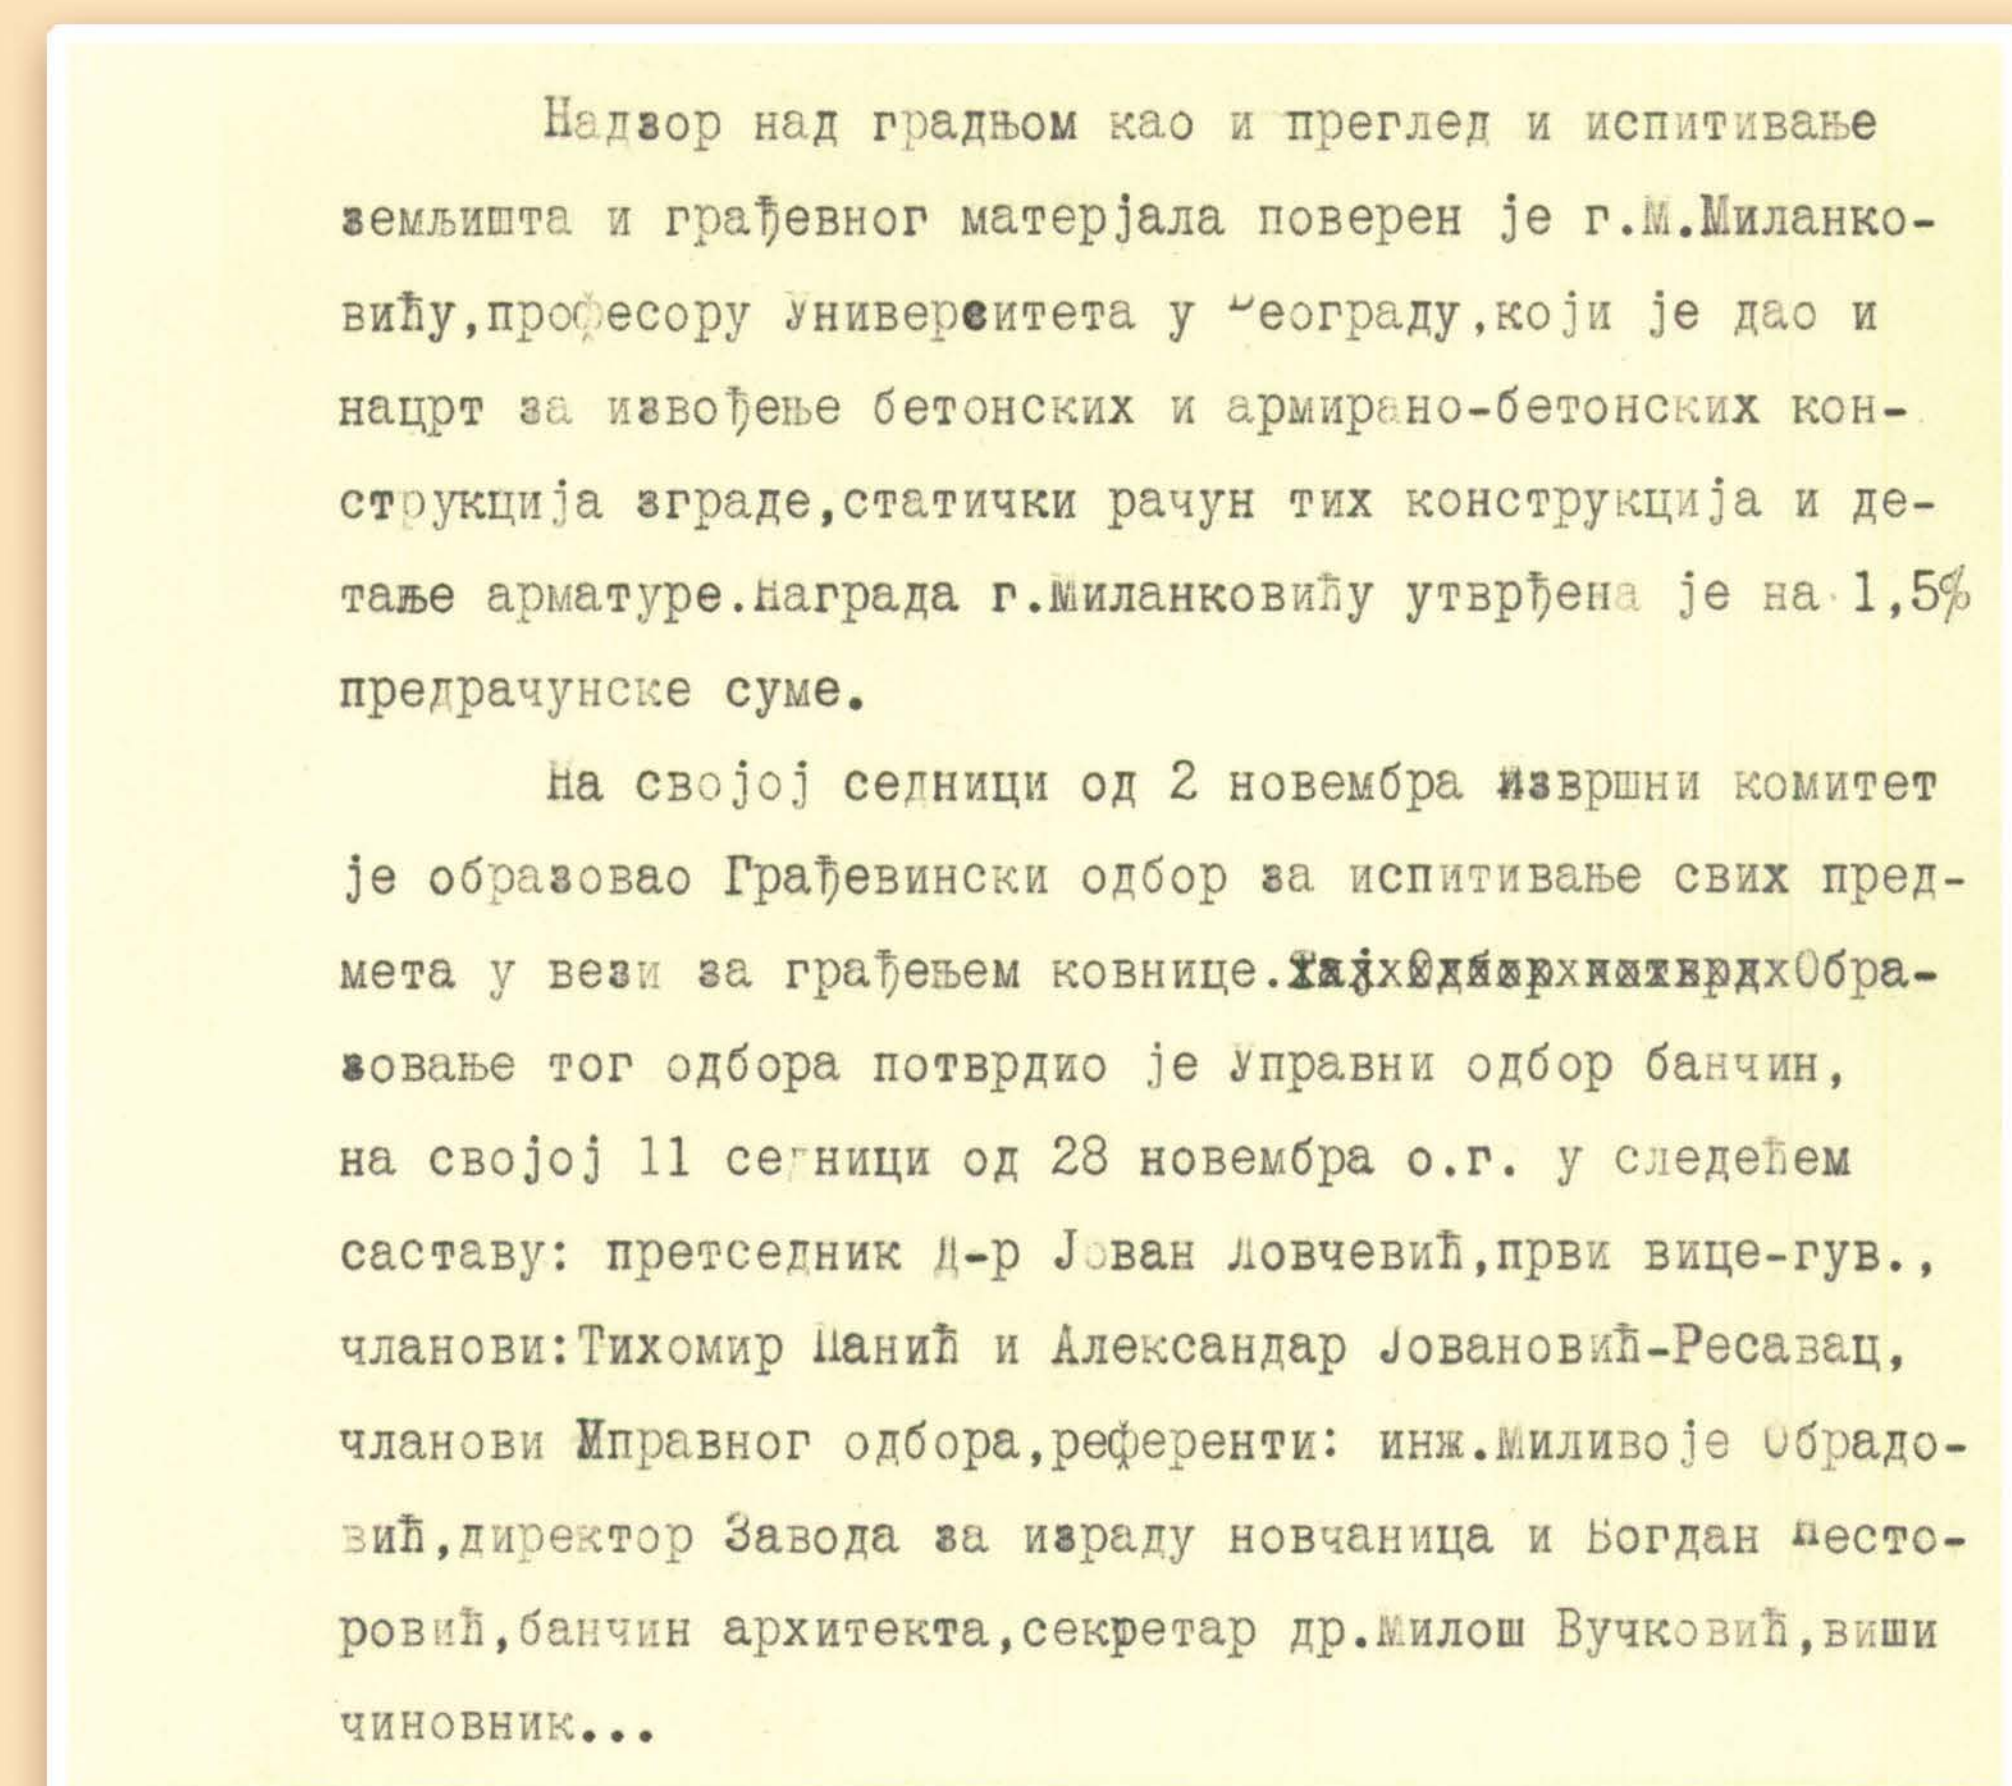 Надзор над градњом као и преглед и испитивање
земљишта и грађевног матерјала поверен је г.М.Миланко-
вићу,професору Университета у Београду,који је дао и
нацрт за извођење бетонских и армирано-бетонских кон-
струкција зграде,статички рачун тих конструкција и де-
таље арматуре.Награда г.Миланковићу утврђена је на 1,5%
предрачунске суме.
На својој седници од 2 новембра Извршни комитет
је образовао Грађевински одбор за испитивање свих пред-
мета у вези за грађењем ковнице. Обра-
зовање тог одбора потврдио је Управни одбор банчин,
на својој 11 седници од 28 новембра о.г. у следећем
саставу: претседник Д-р Јован Ловчевић,први вице-гув.,
чланови:Тихомир Панић и Александар Јовановић-Ресавац,
чланови Управног одбора,референти: инж.Миливоје Обрадо-
вић,директор Завода за израду новчаница и Богдан Несто-
ровић,банчин архитекта,секретар др.Милош Вучковић,виши
чиновник...